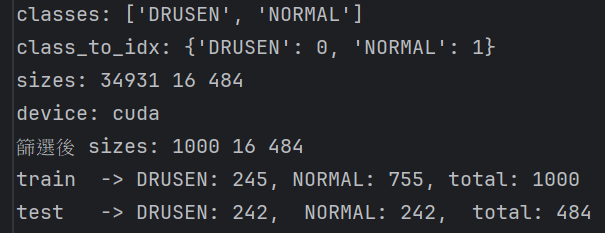 classes: ['DRUSEN', 'NORMAL']
class_to_idx: {'DRUSEN': 0, 'NORMAL': 1}
sizes: 34931 16 484
device: cuda
篩選後 sizes: 1000 16 484
train  -> DRUSEN: 245, NORMAL: 755, total: 1000
test   -> DRUSEN: 242,  NORMAL: 242,  total: 484